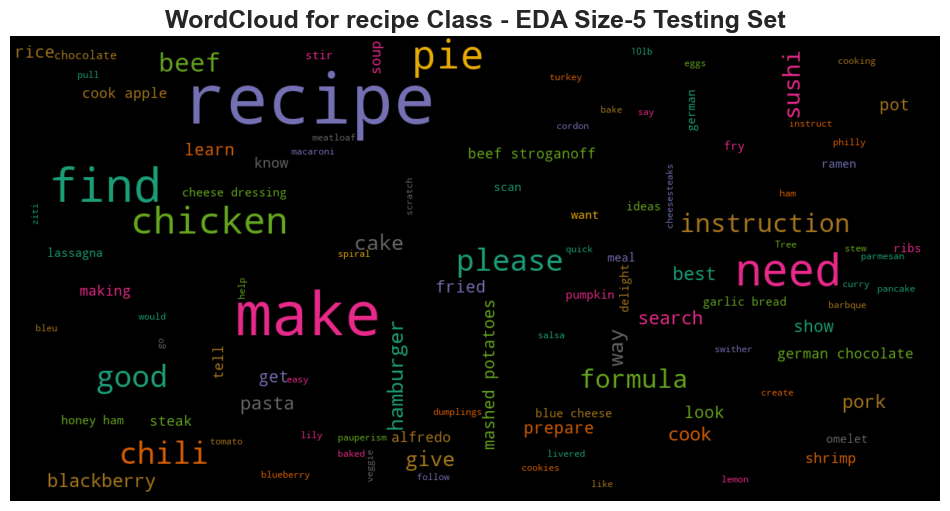 WordCloud for recipe Class - EDA Size-5 Testing Set
rice
chocolate
pull
beef
stir
soup
pie
101b
eggs
sushi
cooking
cook apple
recipe
turkey
bake
say
german
pot
instruct
meatloaf
cordon
learn
macaroni
know
beef stroganoff
fry
philly
ramen
find
cheese dressing
scratch
scan
cheesesteaks
ham
ziti
chicken
want
ideas
instruction
cake
lassagna
spiral
please
quick
meal
Tree
stew
ribs
parmesan
best
need
making
help
fried
pumpkin
delight
garlic bread
curry
pancake
barbque
bleu
would
make
hamburger
mashed potatoes
salsa
search
show
go
tell
way
swither
german chocolate
good
get
easy
formula
create
honey ham
steak
pasta
dumplings
blue cheese
look
pork
prepare
cook
chili
tomato
lily
pauperism
alfredo
omelet
baked
veggie
give
livered
shrimp
blackberry
blueberry
follow
cookies
like
lemon